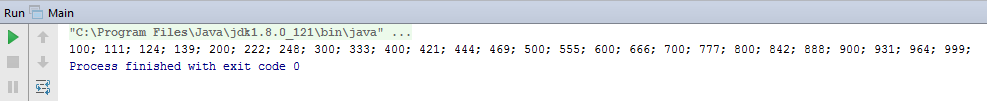 Run Main
"C:\Program Files\Java\jdk1.8.0_121\bin\java" ...
100; 111; 124; 139; 200; 222; 248; 300; 333; 400; 421; 444; 469; 500; 555; 600; 666; 700; 777; 800; 842; 888; 900; 931; 964; 999;
Process finished with exit code 0